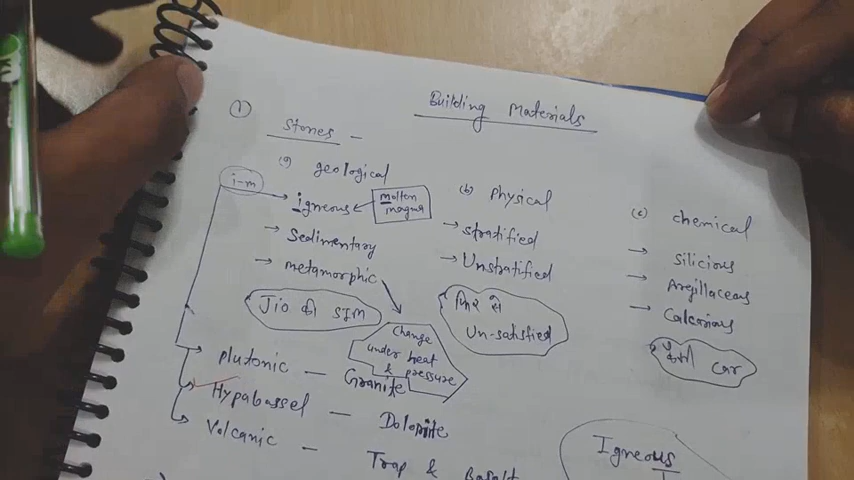 Building Materials
(1) Stones -
(a) geological
i-m
igneous
molten
magma
→ Sedimentary
→ metamorphic
Jio की SIM
(b) Physical
→ stratified
→ Unstratified
फिर से
Un-satisfied
(c) chemical
→ Silicious
→ Argillaceous
→ Calcarious
car
Change
under heat
& pressure
Plutonic - Granite
Hypabassel - Dolomite
Volcanic - Trap & Basalt
Igneous